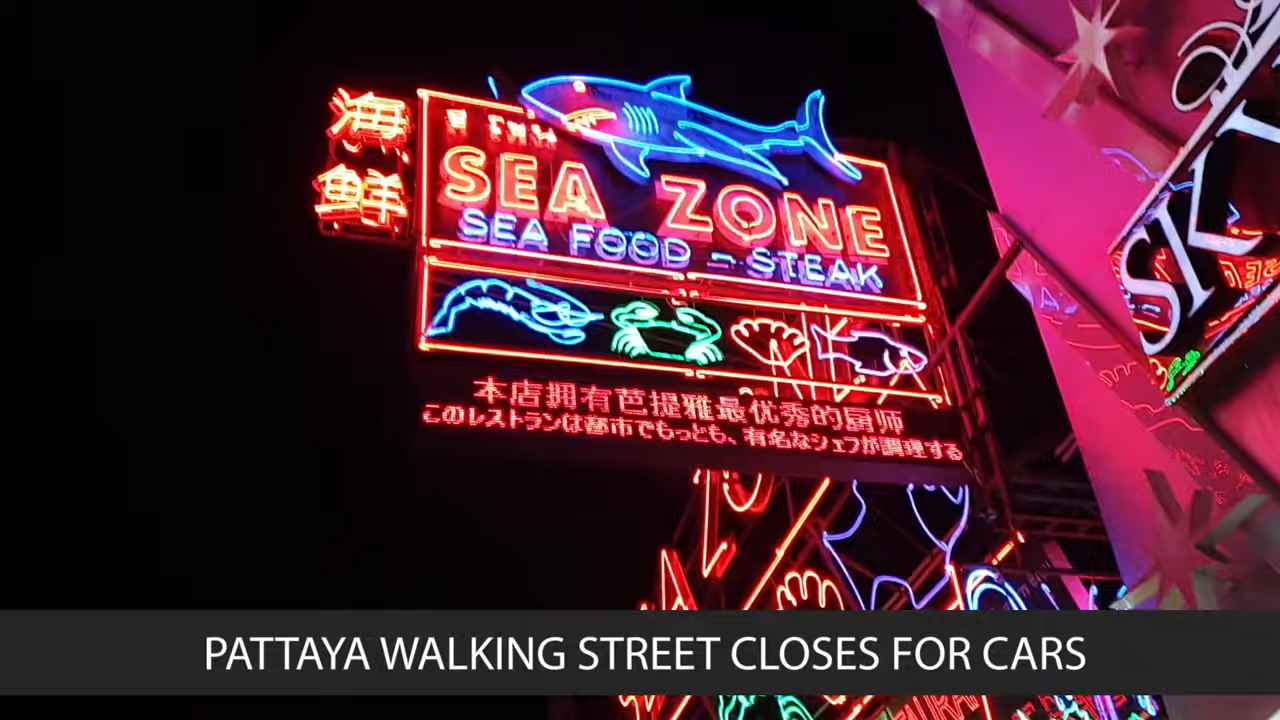 海鲜
SEA ZONE
SEA FOOD - STEAK
本店拥有芭提雅最优秀的厨师
このレストランは都市でもっとも、有名なシェフが調理する
SKY
PATTAYA WALKING STREET CLOSES FOR CARS